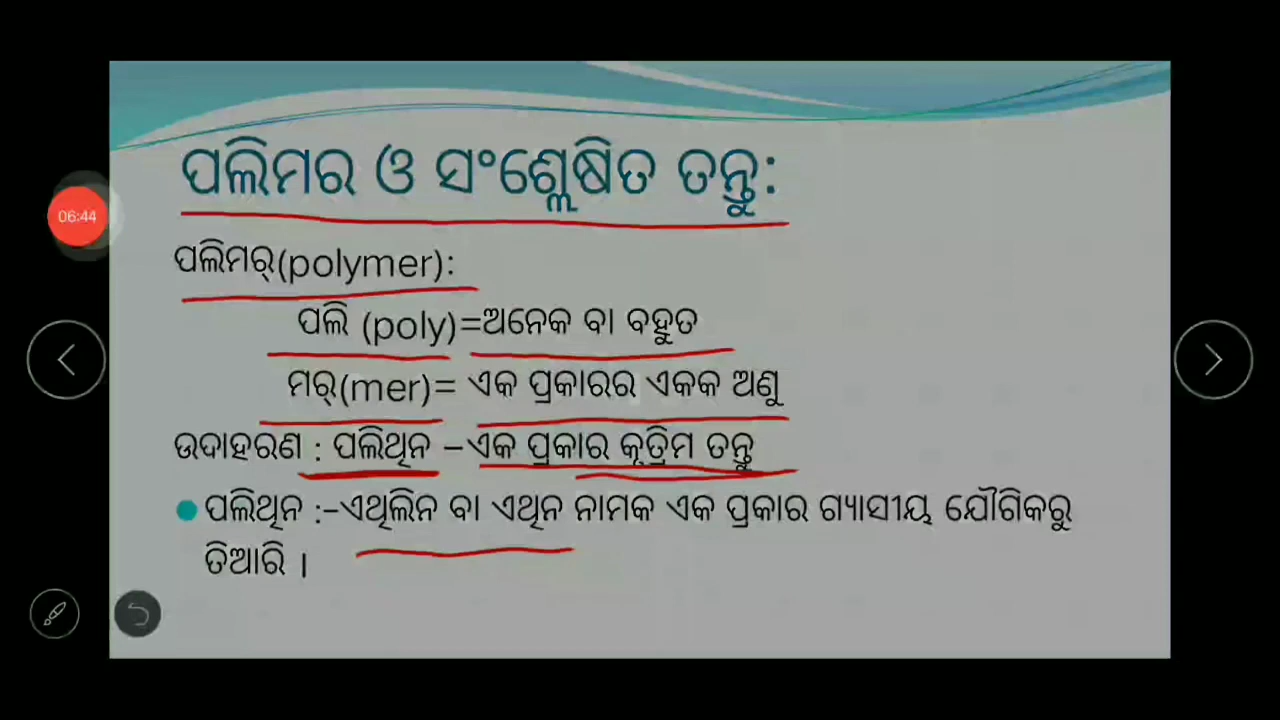 ପଲିମର ଓ ସଂଶ୍ଳେଷିତ ତନ୍ତୁ:
06:44
ପଲିମର୍(polymer):
ପଲି (poly)=ଅନେକ ବା ବହୁତ
ମର୍(mer)= ଏକ ପ୍ରକାରର ଏକକ ଅଣୁ
ଉଦାହରଣ : ପଲିଥିନ –ଏକ ପ୍ରକାର କୃତ୍ରିମ ତନ୍ତୁ
ପଲିଥିନ :–ଏଥିଲିନ ବା ଏଥିନ ନାମକ ଏକ ପ୍ରକାର ଗ୍ୟାସୀୟ ଯୌଗିକରୁ
ତିଆରି ।